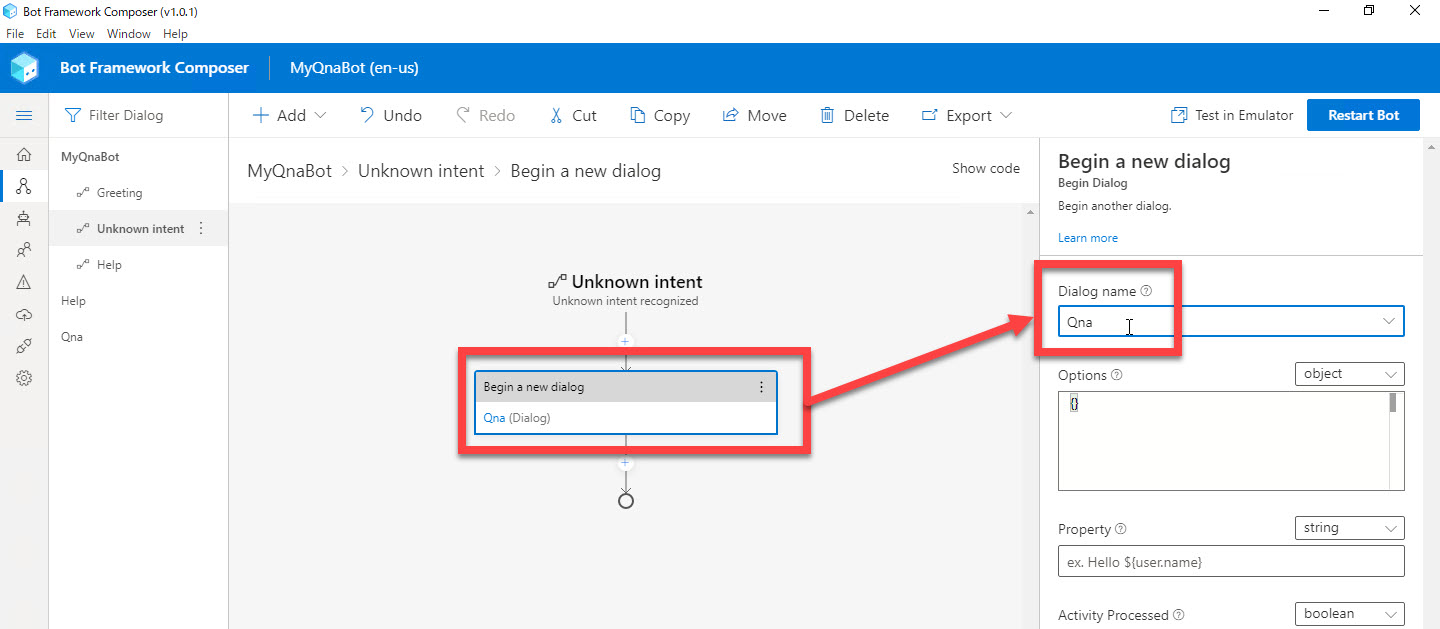 Bot Framework Composer (v1.0.1)
File Edit View Window Help
Bot Framework Composer MyQnaBot (en-us)
Filter Dialog
Add Undo Redo Cut Copy Move Delete Export Test in Emulator Restart Bot
MyQnaBot
Greeting
Unknown intent
Help
Help
Qna
MyQnaBot > Unknown intent > Begin a new dialog
Show code
Unknown intent
Unknown intent recognized
Begin a new dialog
Qna (Dialog)
Begin a new dialog
Begin Dialog
Begin another dialog.
Learn more
Dialog name
Qna
Options object
{}
Property string
ex. Hello ${user.name}
Activity Processed boolean